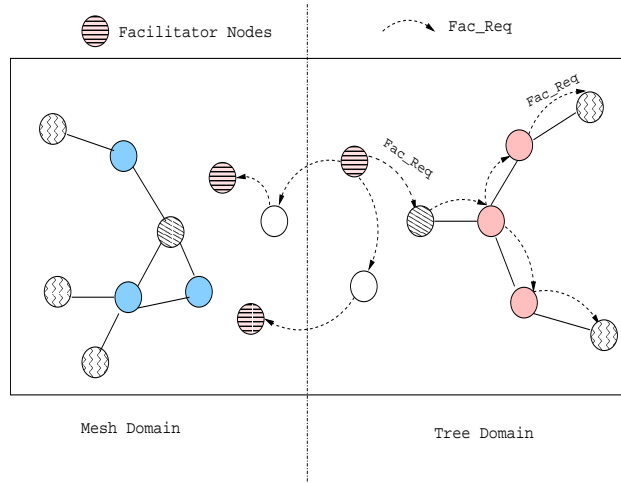 Facilitator Nodes
Fac_Req
Fac_Req
Fac_Req
Mesh Domain
Tree Domain